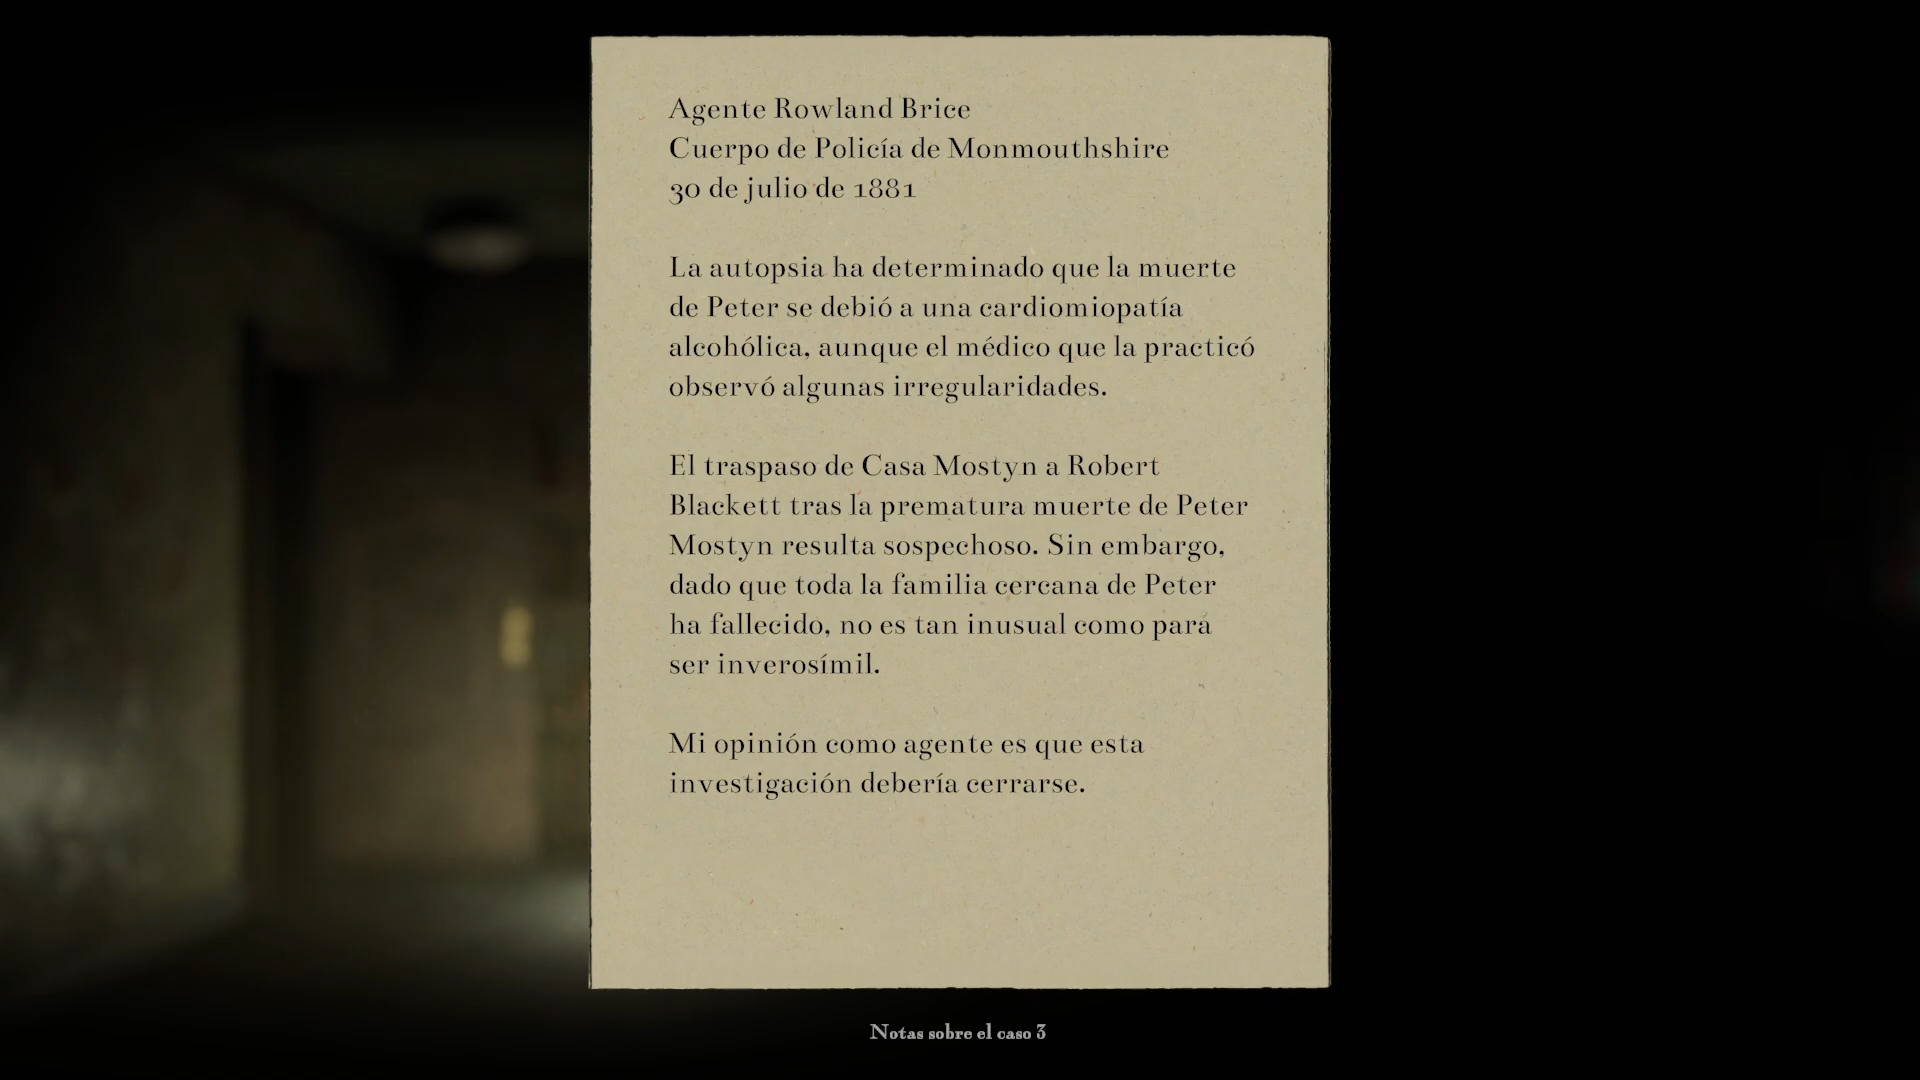 Agente Rowland Brice
Cuerpo de Policía de Monmouthshire
30 de julio de 1881
La autopsia ha determinado que la muerte
de Peter se debió a una cardiomiopatía
alcohólica, aunque el médico que la practicó
observó algunas irregularidades.
El traspaso de Casa Mostyn a Robert
Blackett tras la prematura muerte de Peter
Mostyn resulta sospechoso. Sin embargo,
dado que toda la familia cercana de Peter
ha fallecido, no es tan inusual como para
ser inverosímil.
Mi opinión como agente es que esta
investigación debería cerrarse.
Notas sobre el caso 3